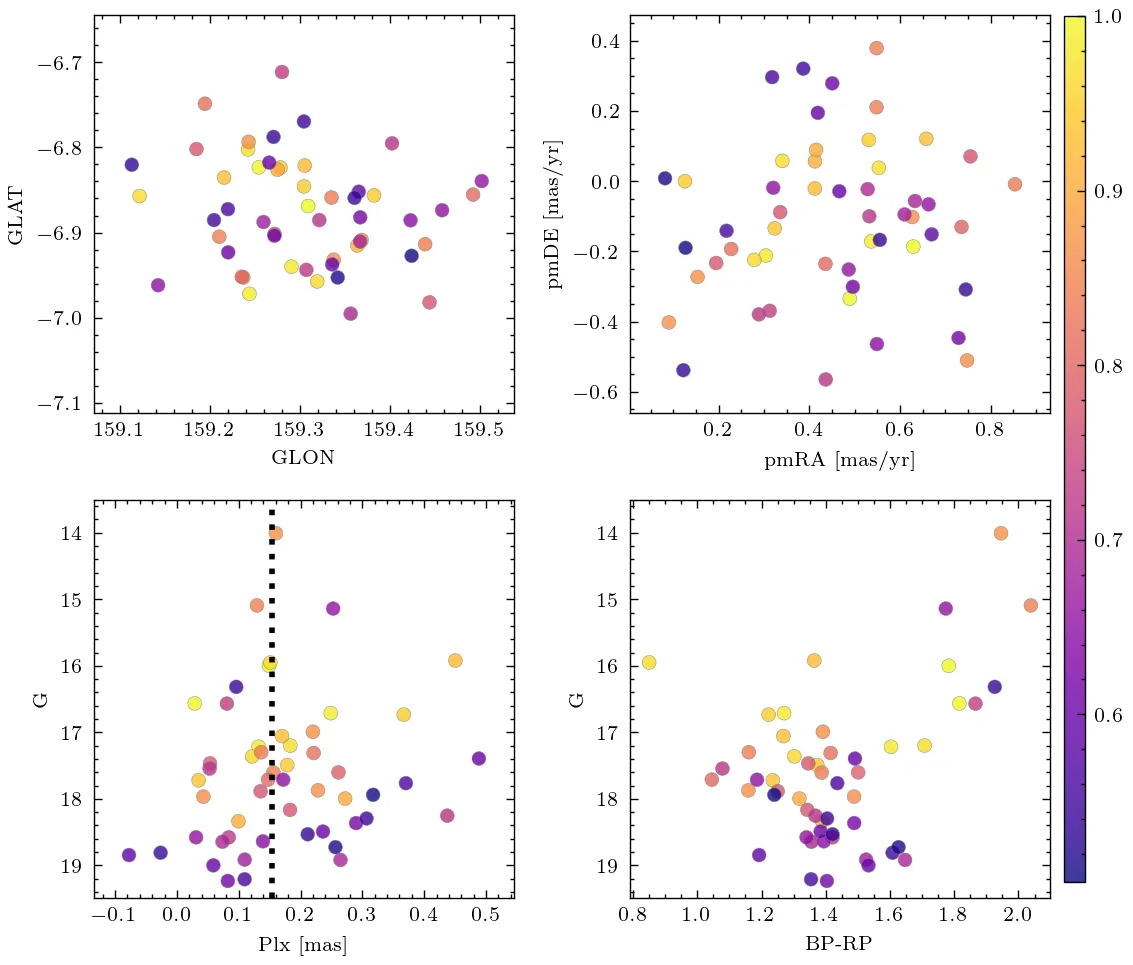 −6.7
−6.8
−6.9
−7.0
−7.1
GLAT
159.1 159.2 159.3 159.4 159.5
GLON
0.4
0.2
0.0
−0.2
−0.4
−0.6
pmDE [mas/yr]
0.2 0.4 0.6 0.8
pmRA [mas/yr]
1.0
0.9
0.8
0.7
0.6
14
15
16
17
18
19
G
−0.1 0.0 0.1 0.2 0.3 0.4 0.5
Plx [mas]
14
15
16
17
18
19
G
0.8 1.0 1.2 1.4 1.6 1.8 2.0
BP-RP